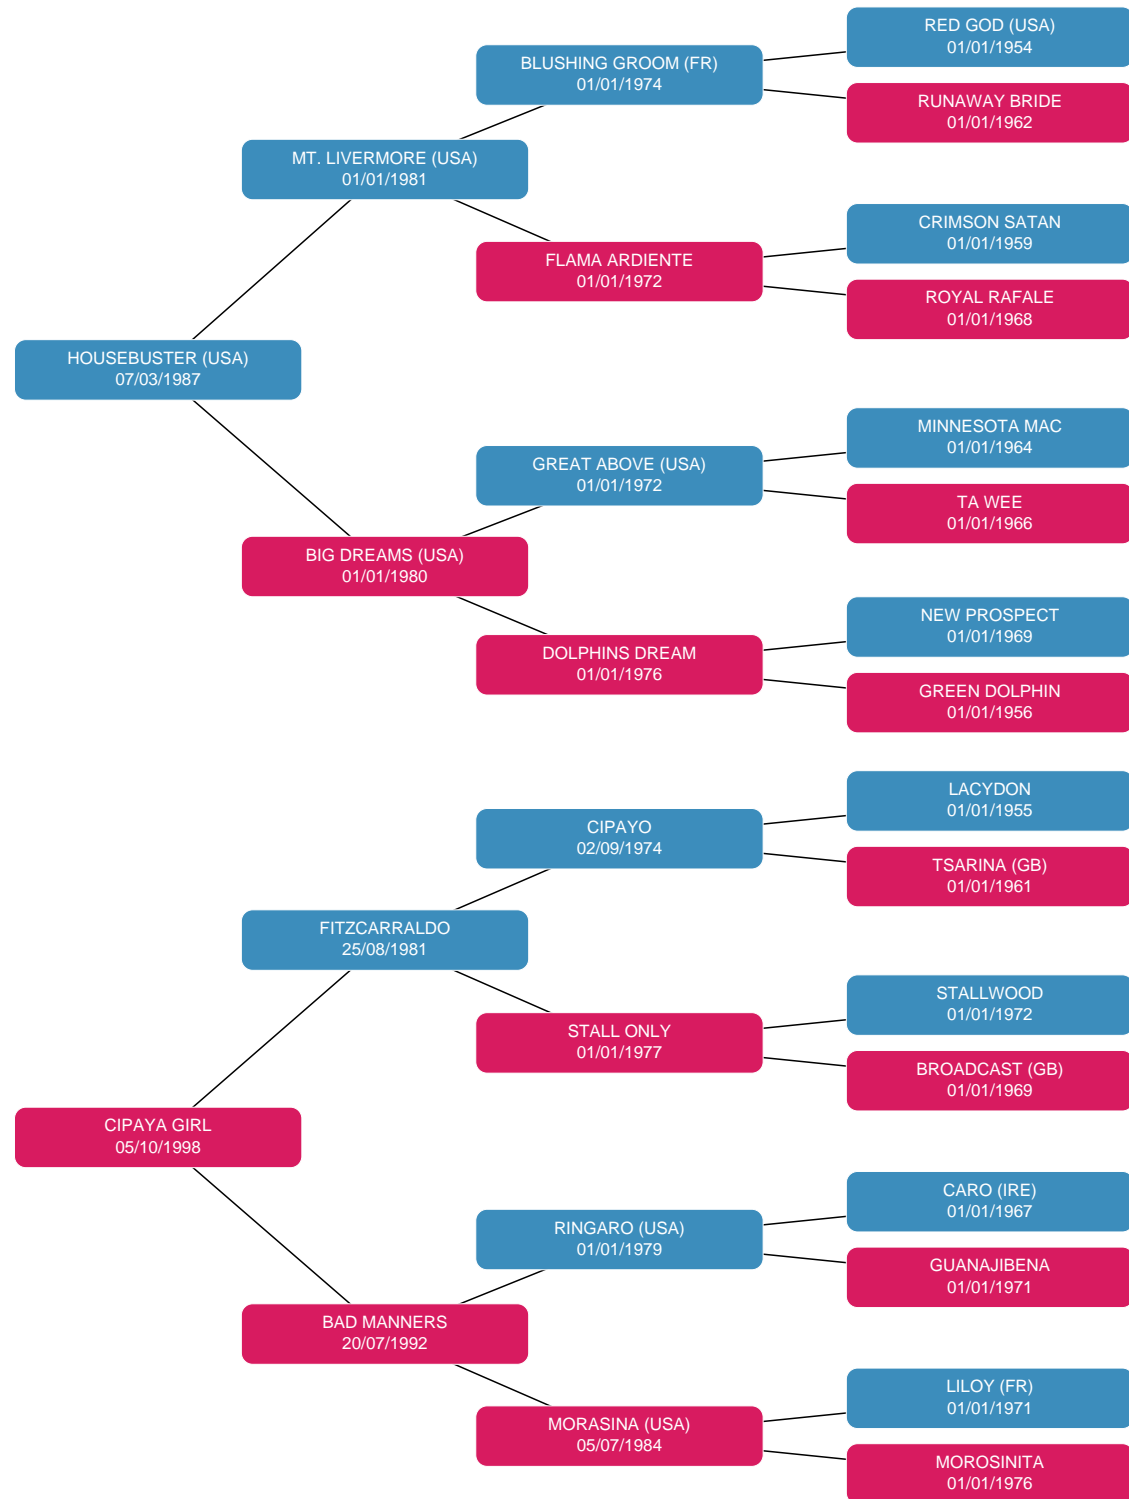 RED GOD (USA)
01/01/1954
BLUSHING GROOM (FR)
01/01/1974
RUNAWAY BRIDE
01/01/1962
MT. LIVERMORE (USA)
01/01/1981
CRIMSON SATAN
01/01/1959
FLAMA ARDIENTE
01/01/1972
ROYAL RAFALE
01/01/1968
HOUSEBUSTER (USA)
07/03/1987
MINNESOTA MAC
01/01/1964
GREAT ABOVE (USA)
01/01/1972
TA WEE
01/01/1966
BIG DREAMS (USA)
01/01/1980
NEW PROSPECT
01/01/1969
DOLPHINS DREAM
01/01/1976
GREEN DOLPHIN
01/01/1956
LACYDON
01/01/1955
CIPAYO
02/09/1974
TSARINA (GB)
01/01/1961
FITZCARRALDO
25/08/1981
STALLWOOD
01/01/1972
STALL ONLY
01/01/1977
BROADCAST (GB)
01/01/1969
CIPAYA GIRL
05/10/1998
CARO (IRE)
01/01/1967
RINGARO (USA)
01/01/1979
GUANAJIBENA
01/01/1971
BAD MANNERS
20/07/1992
LILOY (FR)
01/01/1971
MORASINA (USA)
05/07/1984
MOROSINITA
01/01/1976